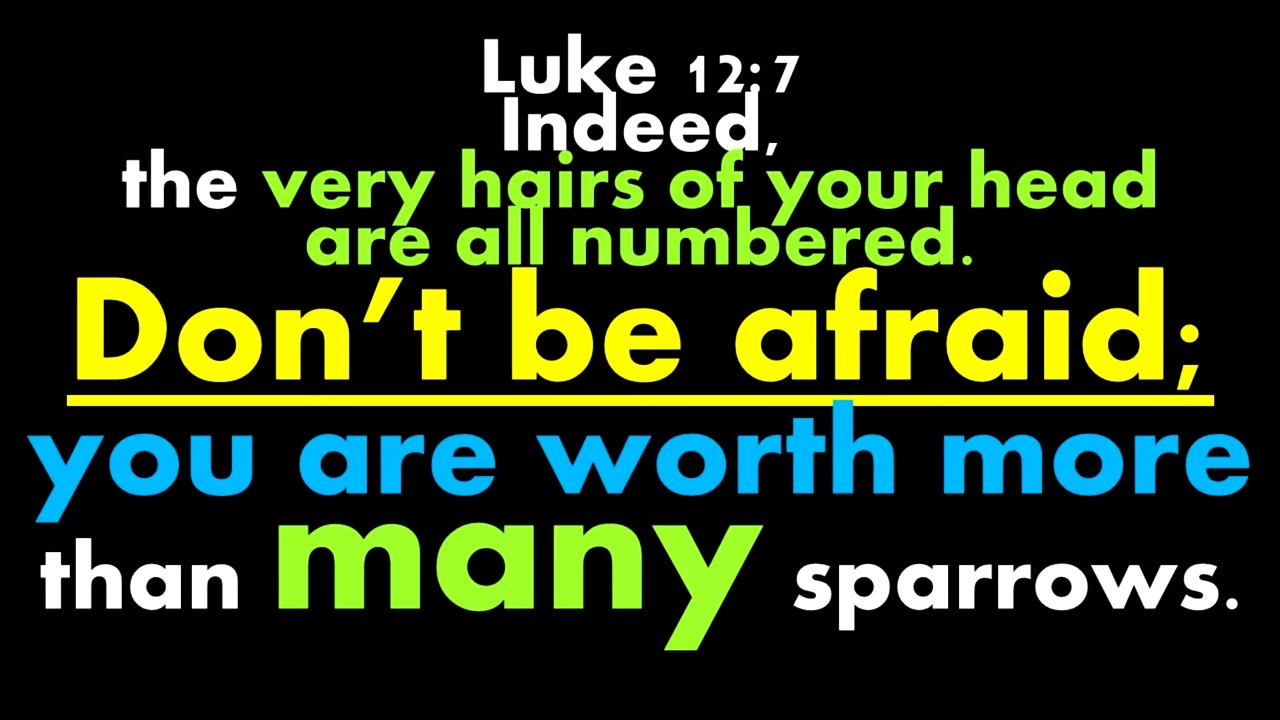 Luke 12:7
Indeed,
the very hairs of your head
are all numbered.
Don’t be afraid;
you are worth more
than many sparrows.